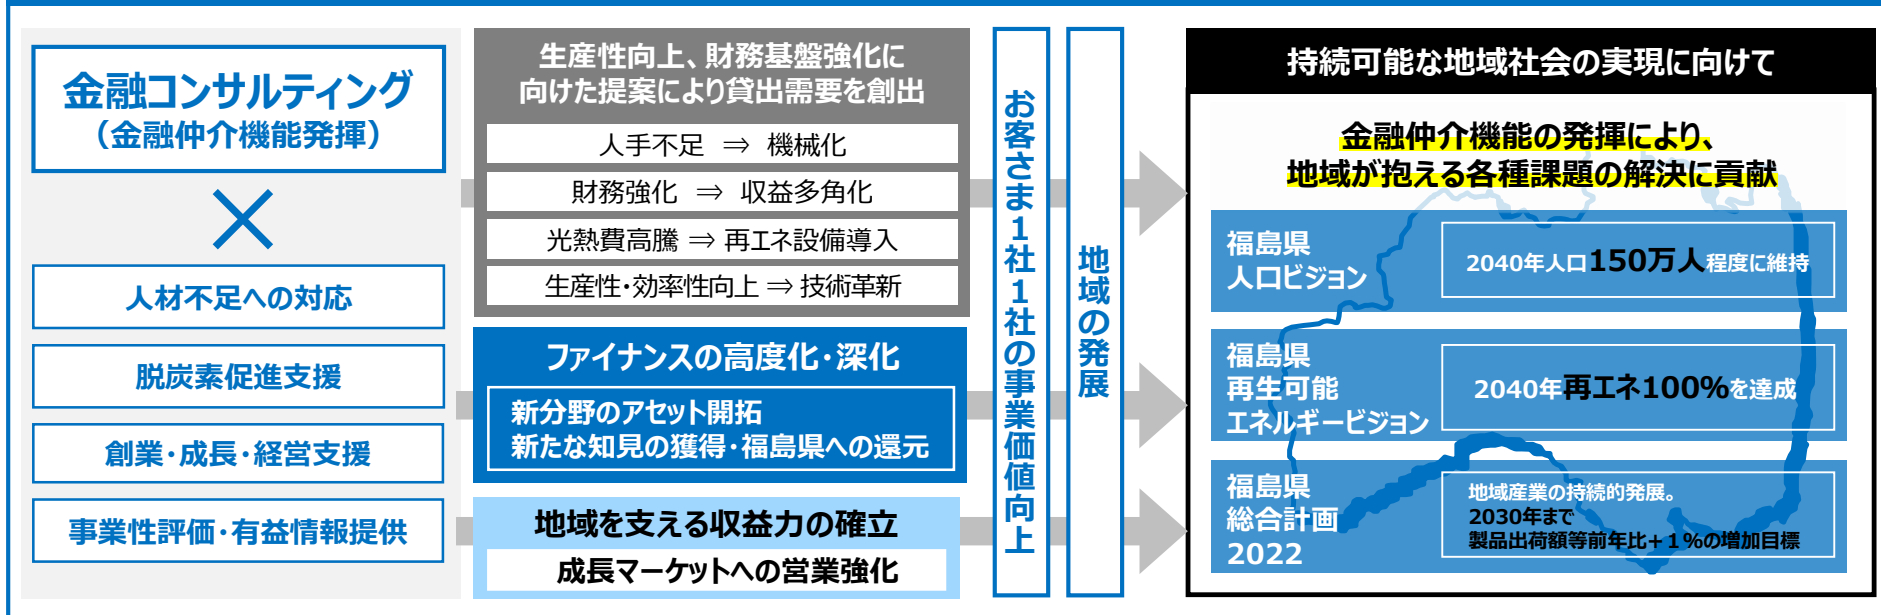 金融コンサルティング
（金融仲介機能発揮）
×
人材不足への対応
脱炭素促進支援
創業・成長・経営支援
事業性評価・有益情報提供
生産性向上、財務基盤強化に
向けた提案により貸出需要を創出
人手不足 ⇒ 機械化
財務強化 ⇒ 収益多角化
光熱費高騰 ⇒ 再エネ設備導入
生産性・効率性向上 ⇒ 技術革新
ファイナンスの高度化・深化
新分野のアセット開拓
新たな知見の獲得・福島県への還元
地域を支える収益力の確立
成長マーケットへの営業強化
お客さま1社1社の事業価値向上
地域の発展
持続可能な地域社会の実現に向けて
金融仲介機能の発揮により、
地域が抱える各種課題の解決に貢献
福島県
人口ビジョン
2040年人口150万人程度に維持
福島県
再生可能
エネルギービジョン
2040年再エネ100%を達成
福島県
総合計画
2022
地域産業の持続的発展。
2030年まで
製品出荷額等前年比＋１％の増加目標